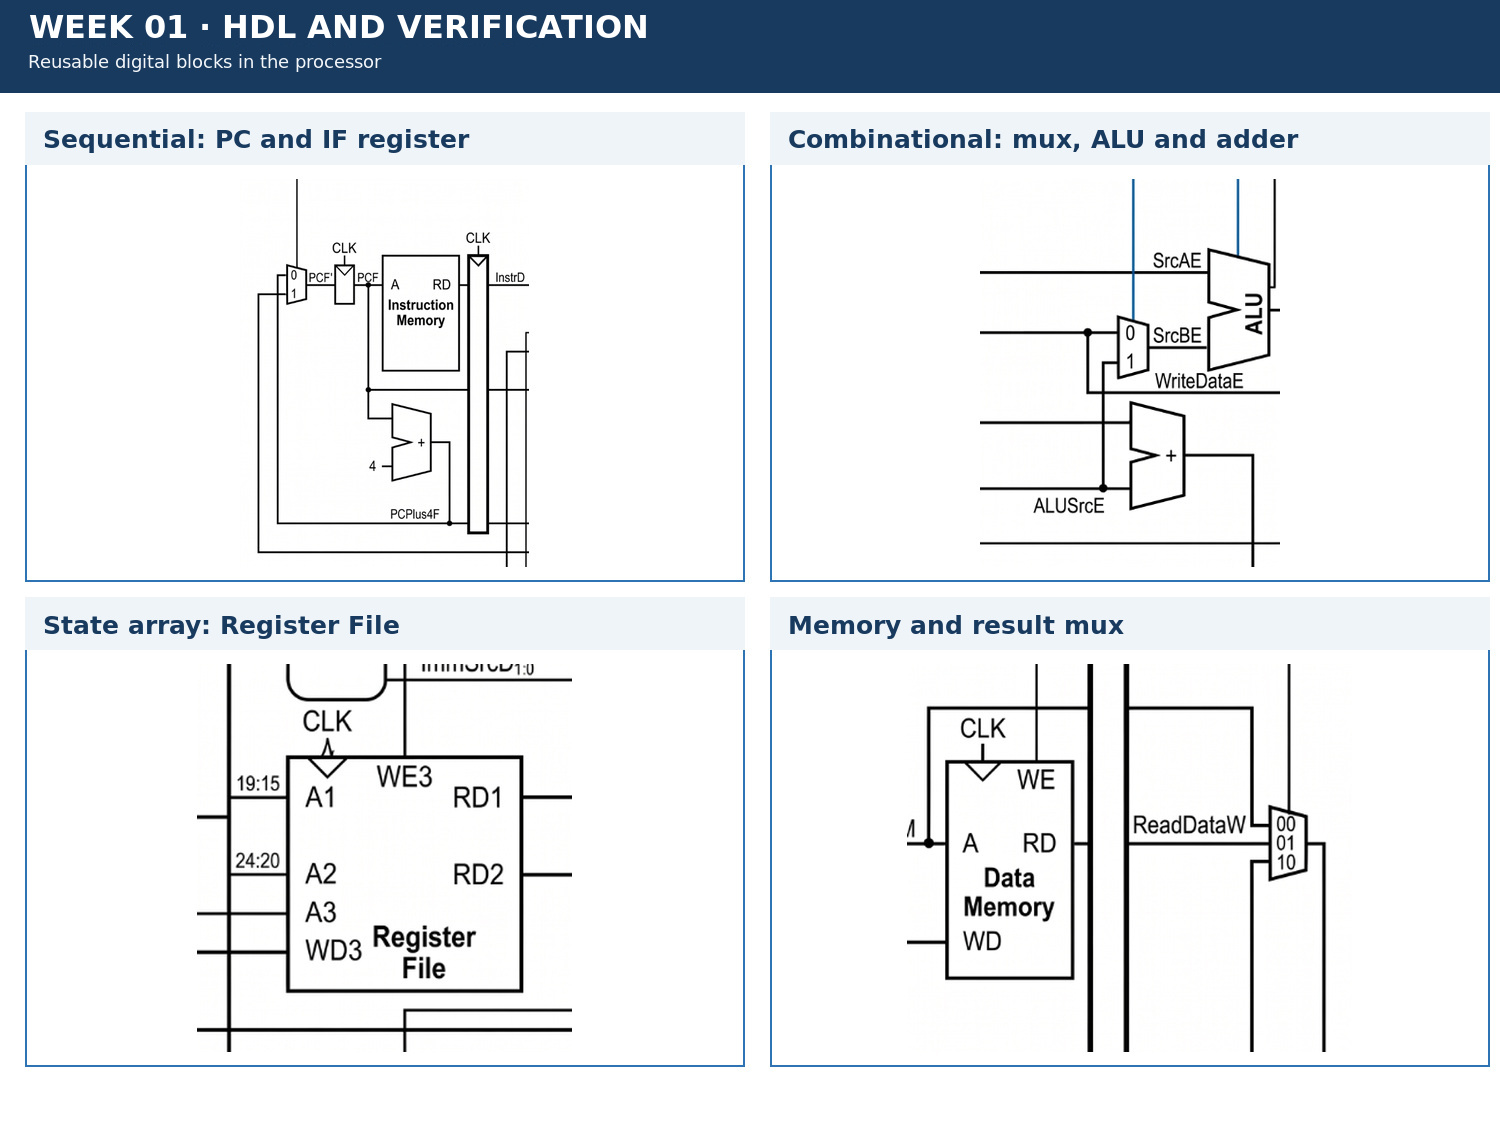 WEEK 01 · HDL AND VERIFICATION
Reusable digital blocks in the processor
Sequential: PC and IF register
CLK
CLK
0
1
PCF'
PCF
A
RD
InstrD
Instruction
Memory
+
4
PCPlus4F
Combinational: mux, ALU and adder
SrcAE
0
1
SrcBE
ALU
WriteDataE
+
ALUSrcE
State array: Register File
ImmSrcD1:0
CLK
WE3
19:15
A1
RD1
24:20
A2
RD2
A3
WD3
Register
File
Memory and result mux
CLK
WE
A
RD
Data
Memory
WD
ReadDataW
00
01
10